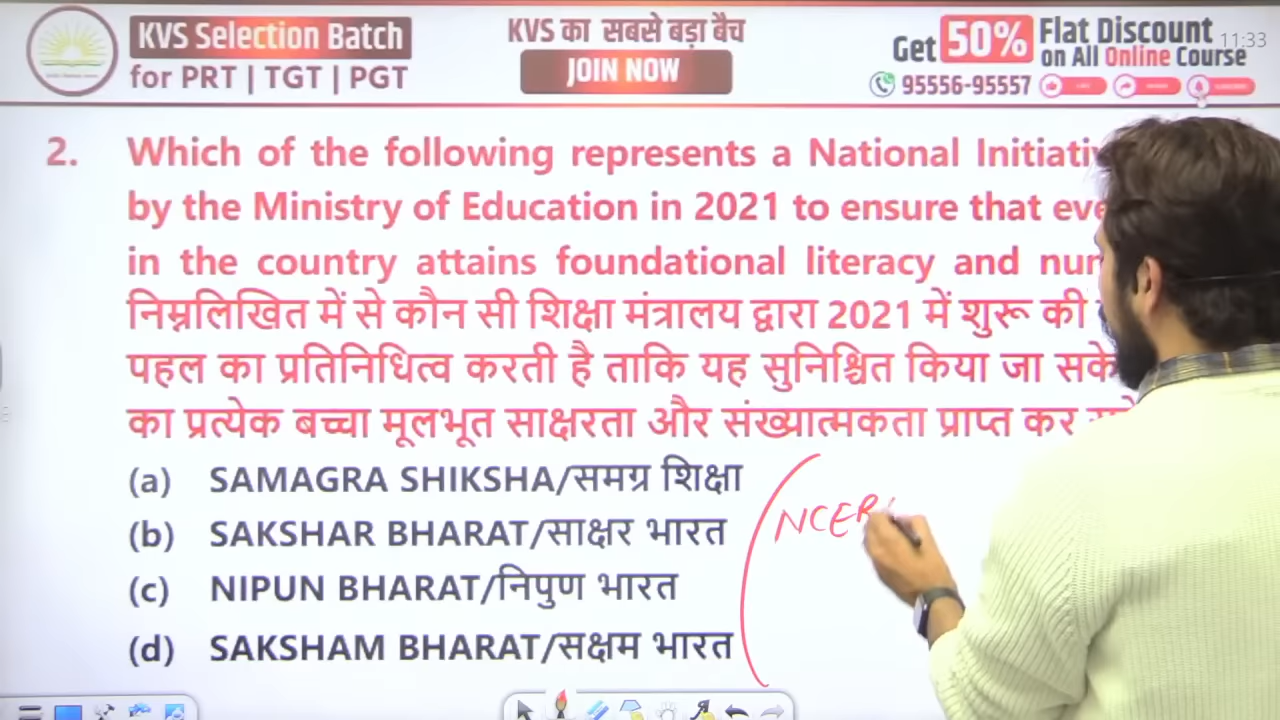 KVS Selection Batch
for PRT | TGT | PGT
KVS का सबसे बड़ा बैच
JOIN NOW
Get 50% Flat Discount
on All Online Course
11:33
95556-95557
2. Which of the following represents a National
by the Ministry of Education in 2021 to ensure that
in the country attains foundational literacy and
निम्नलिखित में से कौन सी शिक्षा मंत्रालय द्वारा 2021 में शुरू की
पहल का प्रतिनिधित्व करती है ताकि यह सुनिश्चित किया जा सके
का प्रत्येक बच्चा मूलभूत साक्षरता और संख्यात्मकता प्राप्त कर
(a) SAMAGRA SHIKSHA/समग्र शिक्षा
(b) SAKSHAR BHARAT/साक्षर भारत
NCER
(c) NIPUN BHARAT/निपुण भारत
(d) SAKSHAM BHARAT/सक्षम भारत